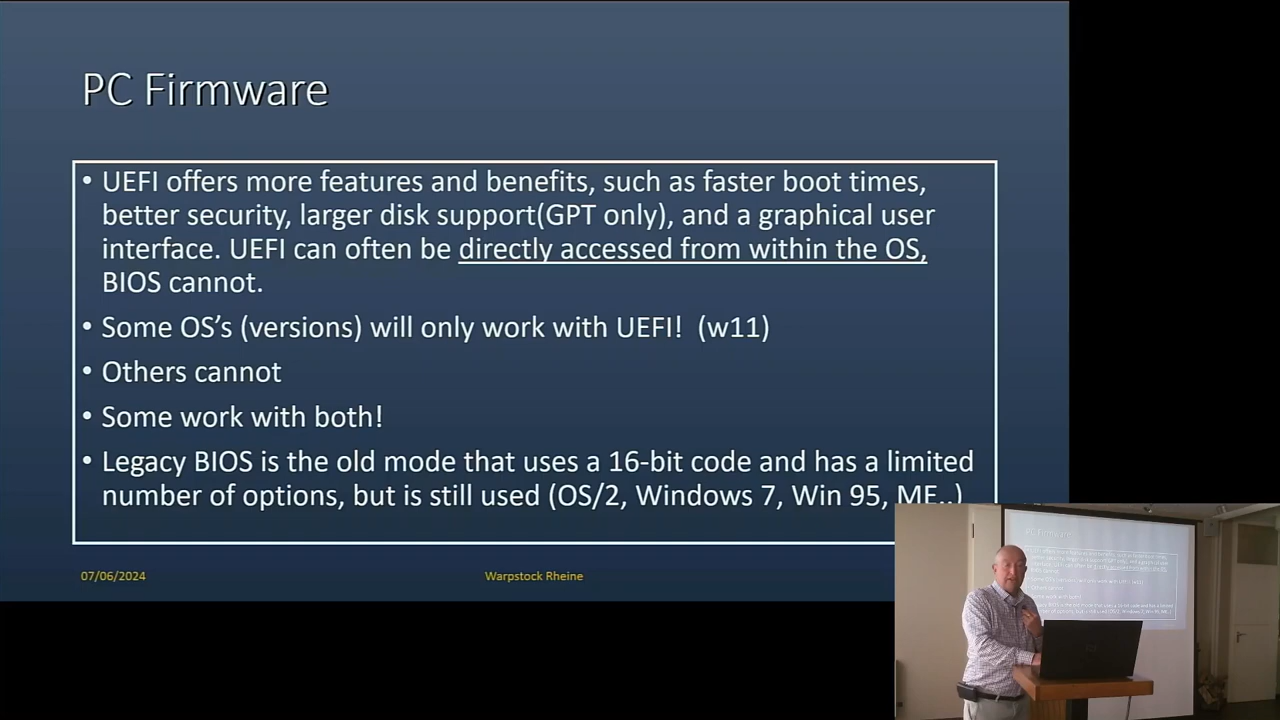 PC Firmware
• UEFI offers more features and benefits, such as faster boot times,
better security, larger disk support(GPT only), and a graphical user
interface. UEFI can often be directly accessed from within the OS,
BIOS cannot.
• Some OS’s (versions) will only work with UEFI!  (w11)
• Others cannot
• Some work with both!
• Legacy BIOS is the old mode that uses a 16-bit code and has a limited
number of options, but is still used (OS/2, Windows 7, Win 95, ME..)
07/06/2024
Warpstock Rheine
PC Firmware